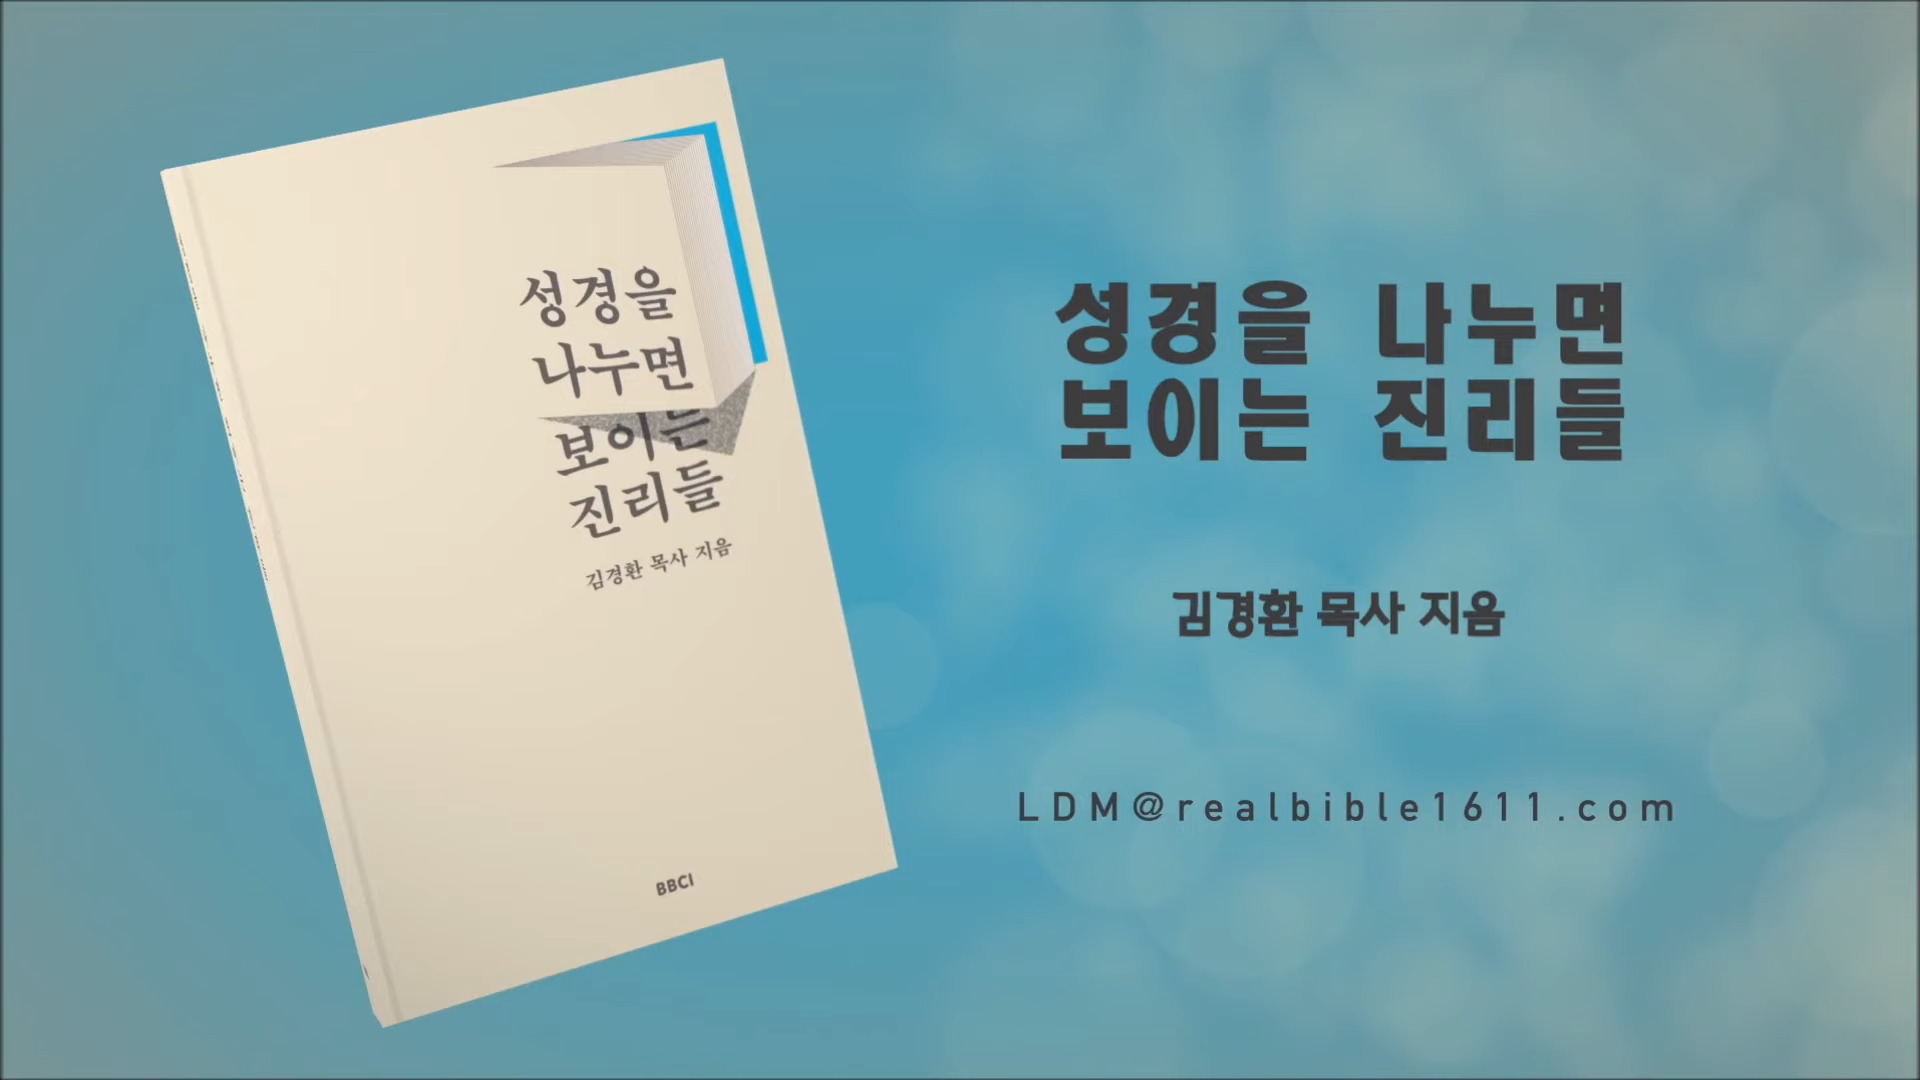 성경을
나누면
보이는
진리들
김경환 목사 지음
BBCI
성경을 나누면
보이는 진리들
김경환 목사 지음
LDM@realbible1611.com